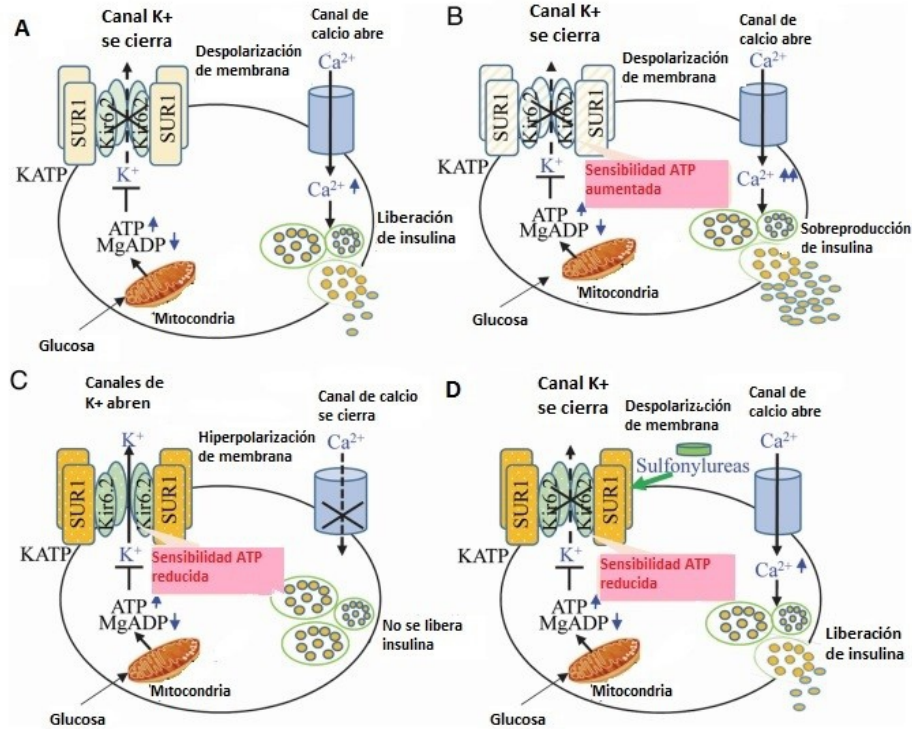 A
Canal K+
se cierra
Despolarización
de membrana
Canal de
calcio abre
Ca2+
SUR1
Kir6.2
Kir6.2
SUR1
KATP
K+
Ca2+
ATP
MgADP
Liberación
de insulina
Mitocondria
Glucosa
B
Canal K+
se cierra
Despolarización
de membrana
Canal de
calcio abre
Ca2+
SUR1
Kir6.2
Kir6.2
SUR1
KATP
K+
Sensibilidad ATP
aumentada
Ca2+
ATP
MgADP
Sobreproducción
de insulina
Mitocondria
Glucosa
C
Canales de
K+ abren
Hiperpolarización
de membrana
Canal de calcio
se cierra
K+
Ca2+
SUR1
Kir6.2
Kir6.2
SUR1
KATP
K+
Sensibilidad ATP
reducida
ATP
MgADP
No se libera
insulina
Mitocondria
Glucosa
D
Canal K+
se cierra
Despolarización
de membrana
Canal de
calcio abre
Ca2+
Sulfonylureas
SUR1
Kir6.2
Kir6.2
SUR1
KATP
K+
Sensibilidad ATP
reducida
Ca2+
ATP
MgADP
Liberación
de insulina
Mitocondria
Glucosa